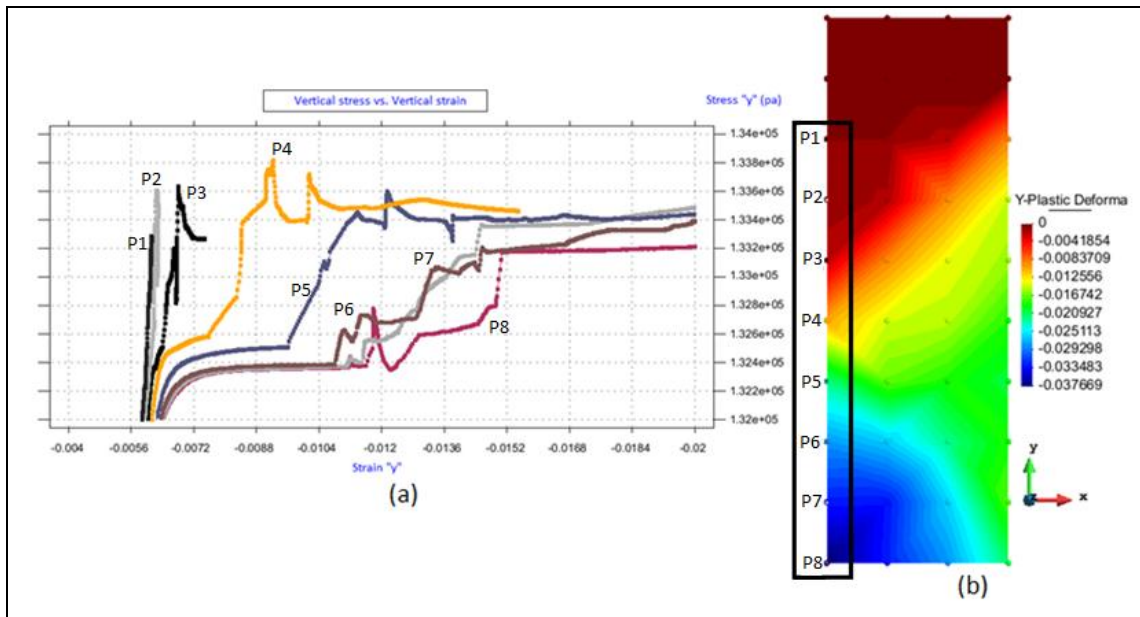 Vertical stress vs. Vertical strain
Stress "y" (pa)
1.34e+05
1.338e+05
1.336e+05
1.334e+05
1.332e+05
1.33e+05
1.328e+05
1.326e+05
1.324e+05
1.322e+05
1.32e+05
P1
P2
P3
P4
P5
P6
P7
P8
-0.004 -0.0056 -0.0072 -0.0088 -0.0104 -0.012 -0.0136 -0.0152 -0.0168 -0.0184 -0.02
Strain "y"
(a)
P1
P2
P3
P4
P5
P6
P7
P8
Y-Plastic Deforma
0
-0.0041854
-0.0083709
-0.012556
-0.016742
-0.020927
-0.025113
-0.029298
-0.033483
-0.037669
y
x
(b)